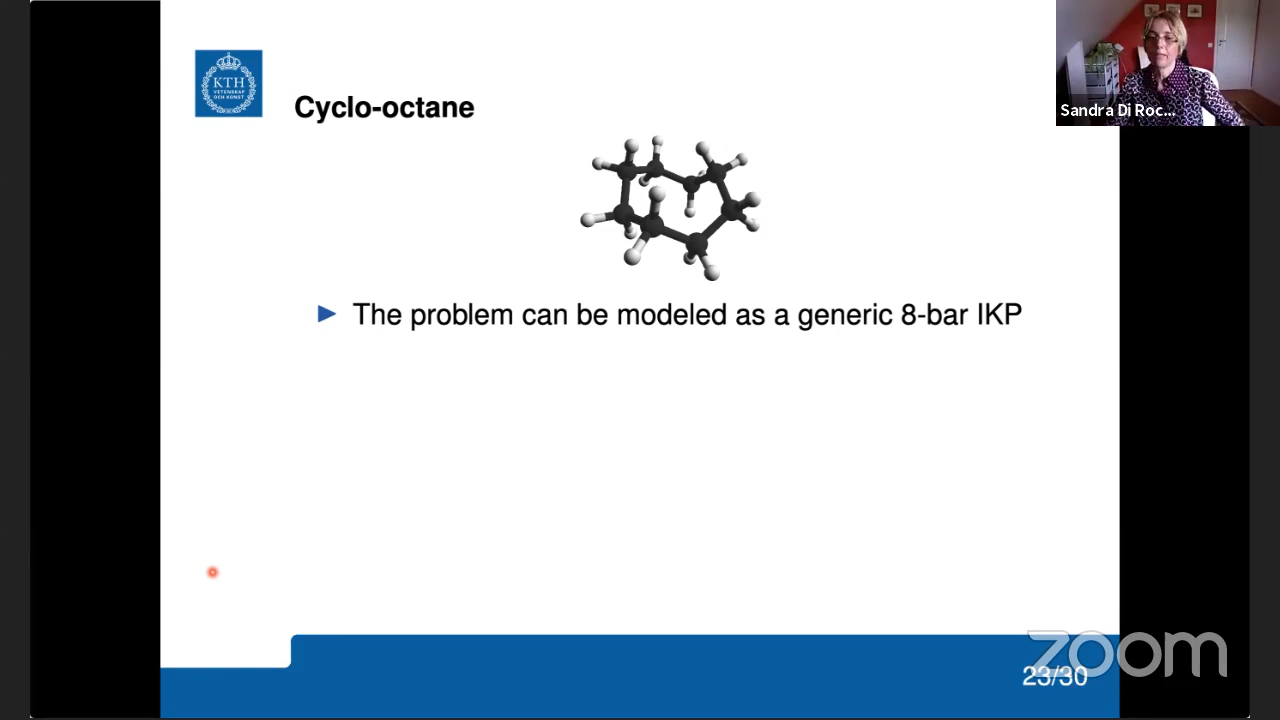 KTH
VETENSKAP
OCH KONST
Cyclo-octane
Sandra Di Roc...
The problem can be modeled as a generic 8-bar IKP
zoom
23/30